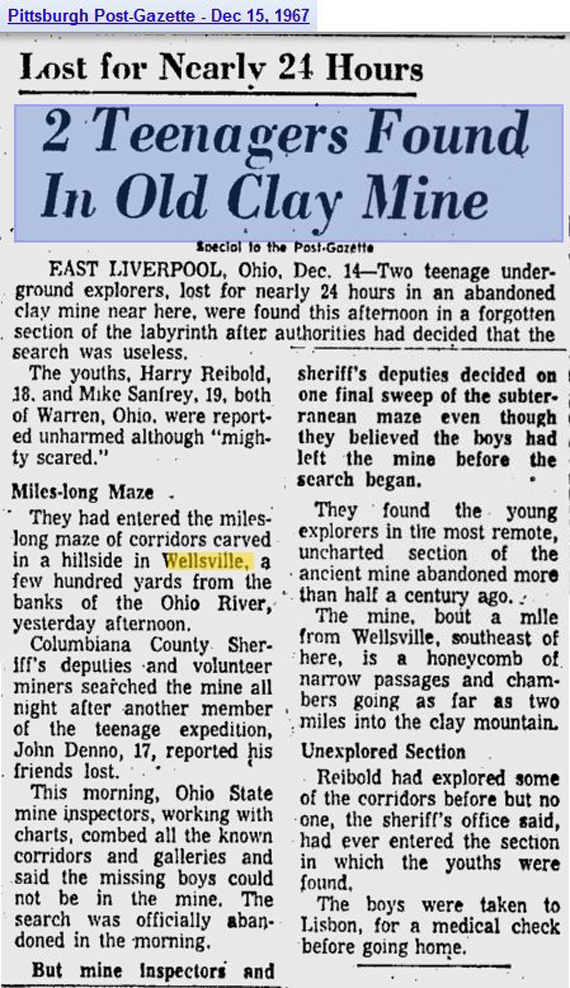 Pittsburgh Post-Gazette - Dec 15, 1967
Lost for Nearly 24 Hours
2 Teenagers Found
In Old Clay Mine
Special to the Post-Gazette
EAST LIVERPOOL, Ohio, Dec. 14—Two teenage under-
ground explorers, lost for nearly 24 hours in an abandoned
clay mine near here, were found this afternoon in a forgotten
section of the labyrinth after authorities had decided that the
search was useless.
The youths, Harry Reibold,
18, and Mike Sanfrey, 19, both
of Warren, Ohio, were report-
ed unharmed although "migh-
ty scared."
Miles-long Maze
They had entered the miles-
long maze of corridors carved
in a hillside in Wellsville, a
few hundred yards from the
banks of the Ohio River,
yesterday afternoon.
Columbiana County Sher-
iff's deputies and volunteer
miners searched the mine all
night after another member
of the teenage expedition,
John Denno, 17, reported his
friends lost.
This morning, Ohio State
mine inspectors, working with
charts, combed all the known
corridors and galleries and
said the missing boys could
not be in the mine. The
search was officially aban-
doned in the morning.
But mine inspectors and
sheriff's deputies decided on
one final sweep of the subter-
ranean maze even though
they believed the boys had
left the mine before the
search began.
They found the young
explorers in the most remote,
uncharted section of the
ancient mine abandoned more
than half a century ago.
The mine, bout a mile
from Wellsville, southeast of
here, is a honeycomb of
narrow passages and cham-
bers going as far as two
miles into the clay mountain.
Unexplored Section
Reibold had explored some
of the corridors before but no
one, the sheriff's office said,
had ever entered the section
in which the youths were
found.
The boys were taken to
Lisbon, for a medical check
before going home.